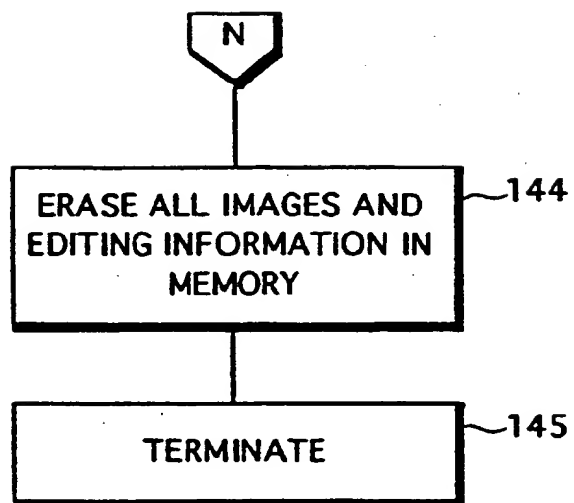 N
ERASE ALL IMAGES AND
144
EDITING INFORMATION IN
MEMORY
TERMINATE
145